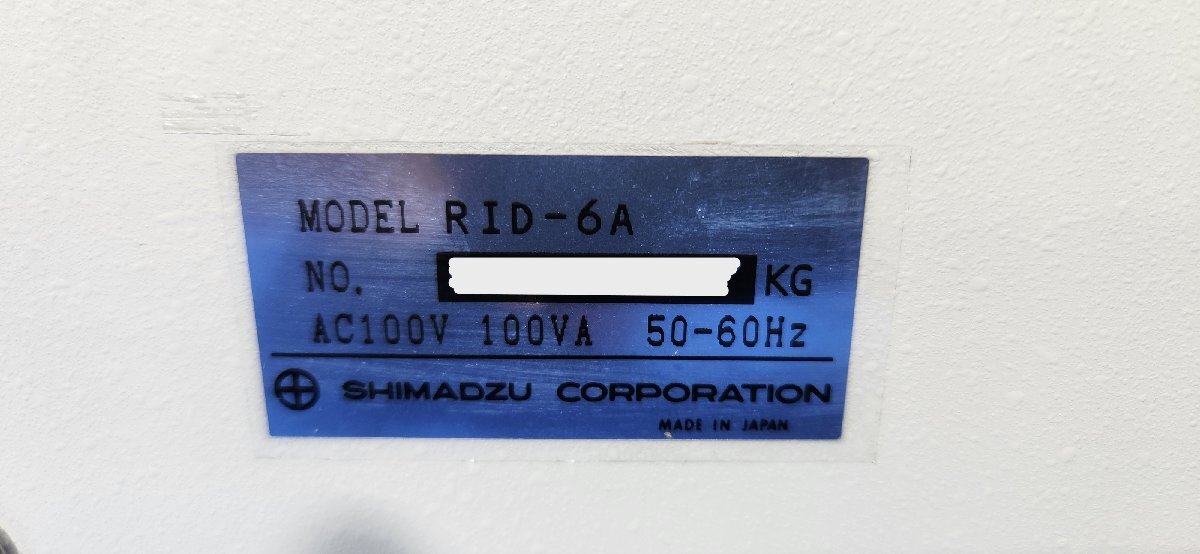 MODEL RID-6A
NO. KG
AC100V 100VA 50-60Hz
SHIMADZU CORPORATION
MADE IN JAPAN